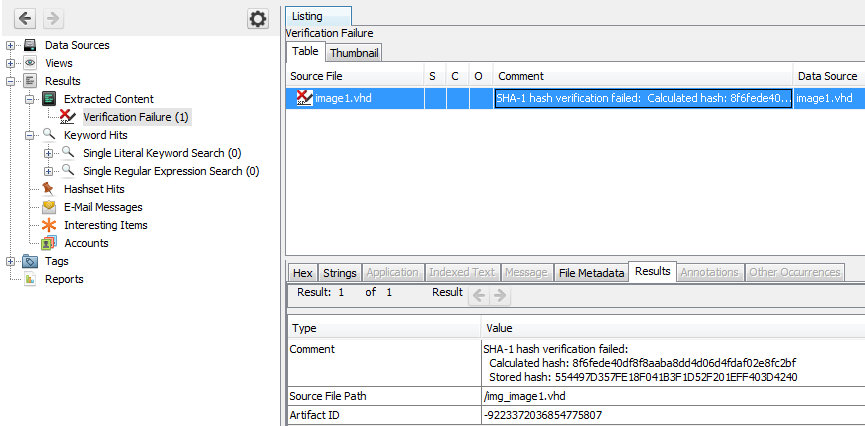 Data Sources
Views
Results
Extracted Content
Verification Failure (1)
Keyword Hits
Single Literal Keyword Search (0)
Single Regular Expression Search (0)
Hashset Hits
E-Mail Messages
Interesting Items
Accounts
Tags
Reports
Listing
Verification Failure
Table Thumbnail
Source File S C O Comment Data Source
image1.vhd SHA-1 hash verification failed: Calculated hash: 8f6fede40... image1.vhd
Hex Strings Application Indexed Text Message File Metadata Results Annotations Other Occurrences
Result: 1 of 1 Result
Type Value
Comment SHA-1 hash verification failed:
Calculated hash: 8f6fede40df8f8aaba8dd4d06d4fdaf02e8fc2bf
Stored hash: 554497D357FE18F041B3F1D52F201EFF403D4240
Source File Path /img_image1.vhd
Artifact ID -9223372036854775807